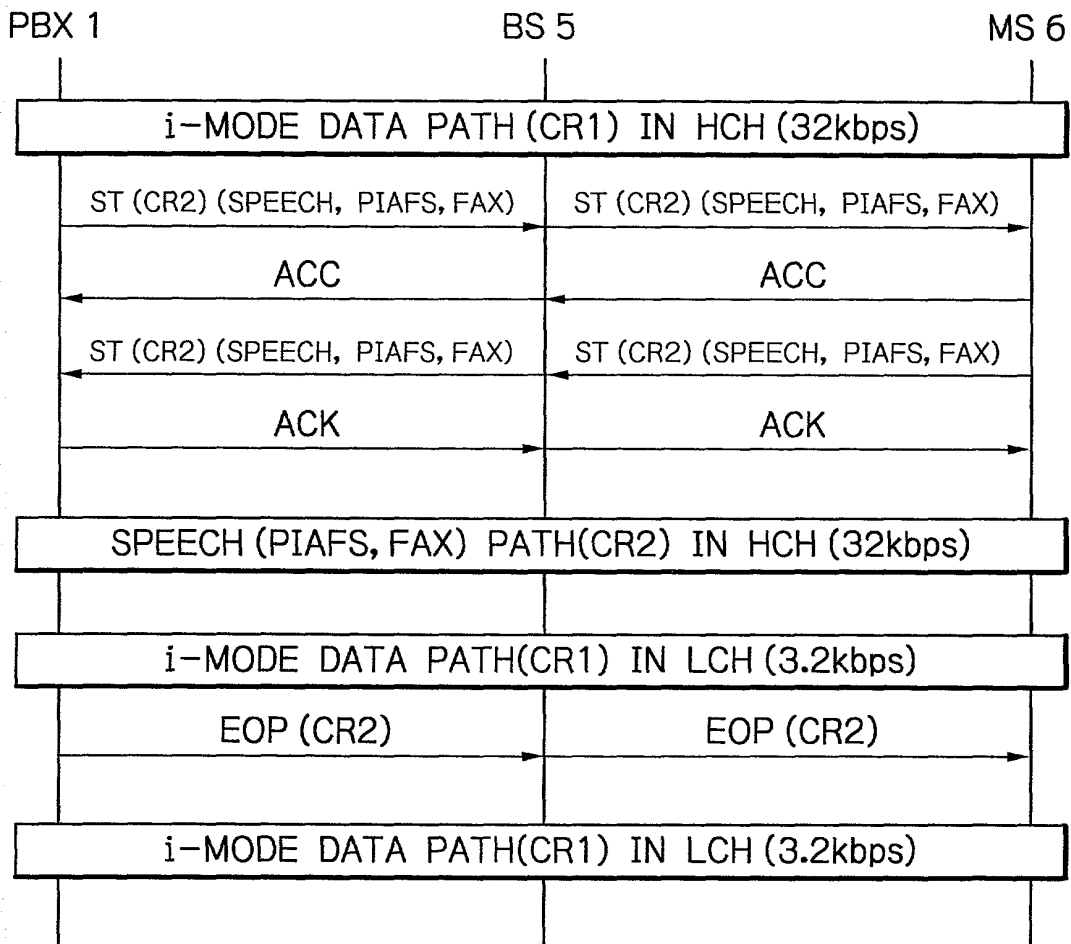 PBX 1 BS 5 MS 6
i-MODE DATA PATH (CR1) IN HCH (32kbps)
ST (CR2) (SPEECH, PIAFS, FAX) ST (CR2) (SPEECH, PIAFS, FAX)
ACC ACC
ST (CR2) (SPEECH, PIAFS, FAX) ST (CR2) (SPEECH, PIAFS, FAX)
ACK ACK
SPEECH (PIAFS, FAX) PATH(CR2) IN HCH (32kbps)
i-MODE DATA PATH(CR1) IN LCH (3.2kbps)
EOP (CR2) EOP (CR2)
i-MODE DATA PATH(CR1) IN LCH (3.2kbps)